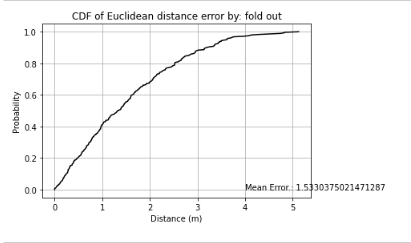 CDF of Euclidean distance error by: fold out
1.0
0.8
0.6
0.4
0.2
0.0
Probability
Mean Error.: 1.5330375021471287
0 1 2 3 4 5
Distance (m)